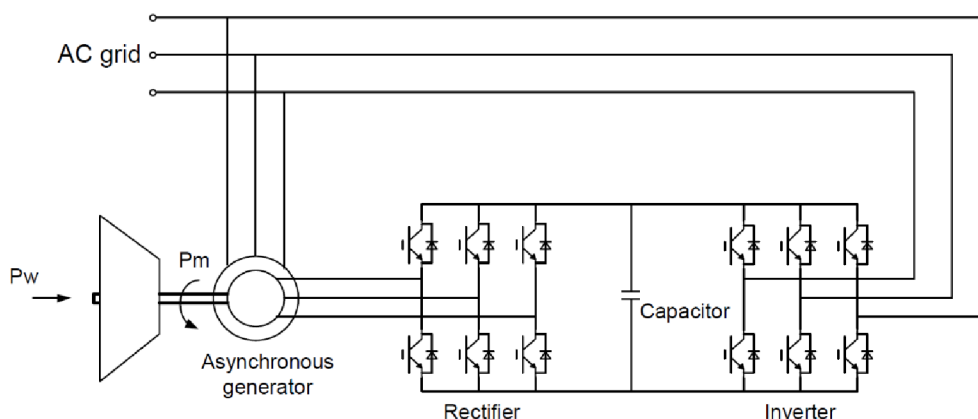 AC grid
Pw
Pm
Asynchronous
generator
Capacitor
Rectifier
Inverter